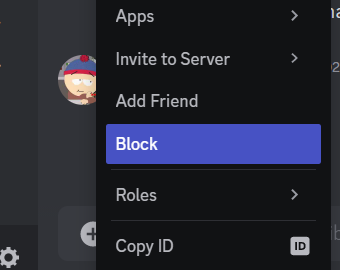 Apps
Invite to Server
Add Friend
Block
Roles
Copy ID
ID